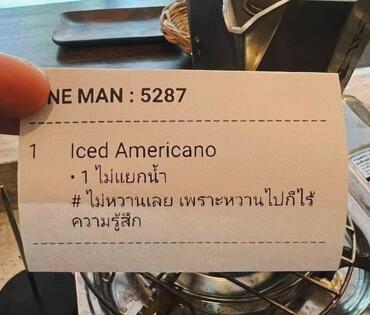 NE MAN : 5287
1 Iced Americano
• 1 ไม่แยกน้ำ
# ไม่หวานเลย เพราะหวานไปก็ไร้
ความรู้สึก